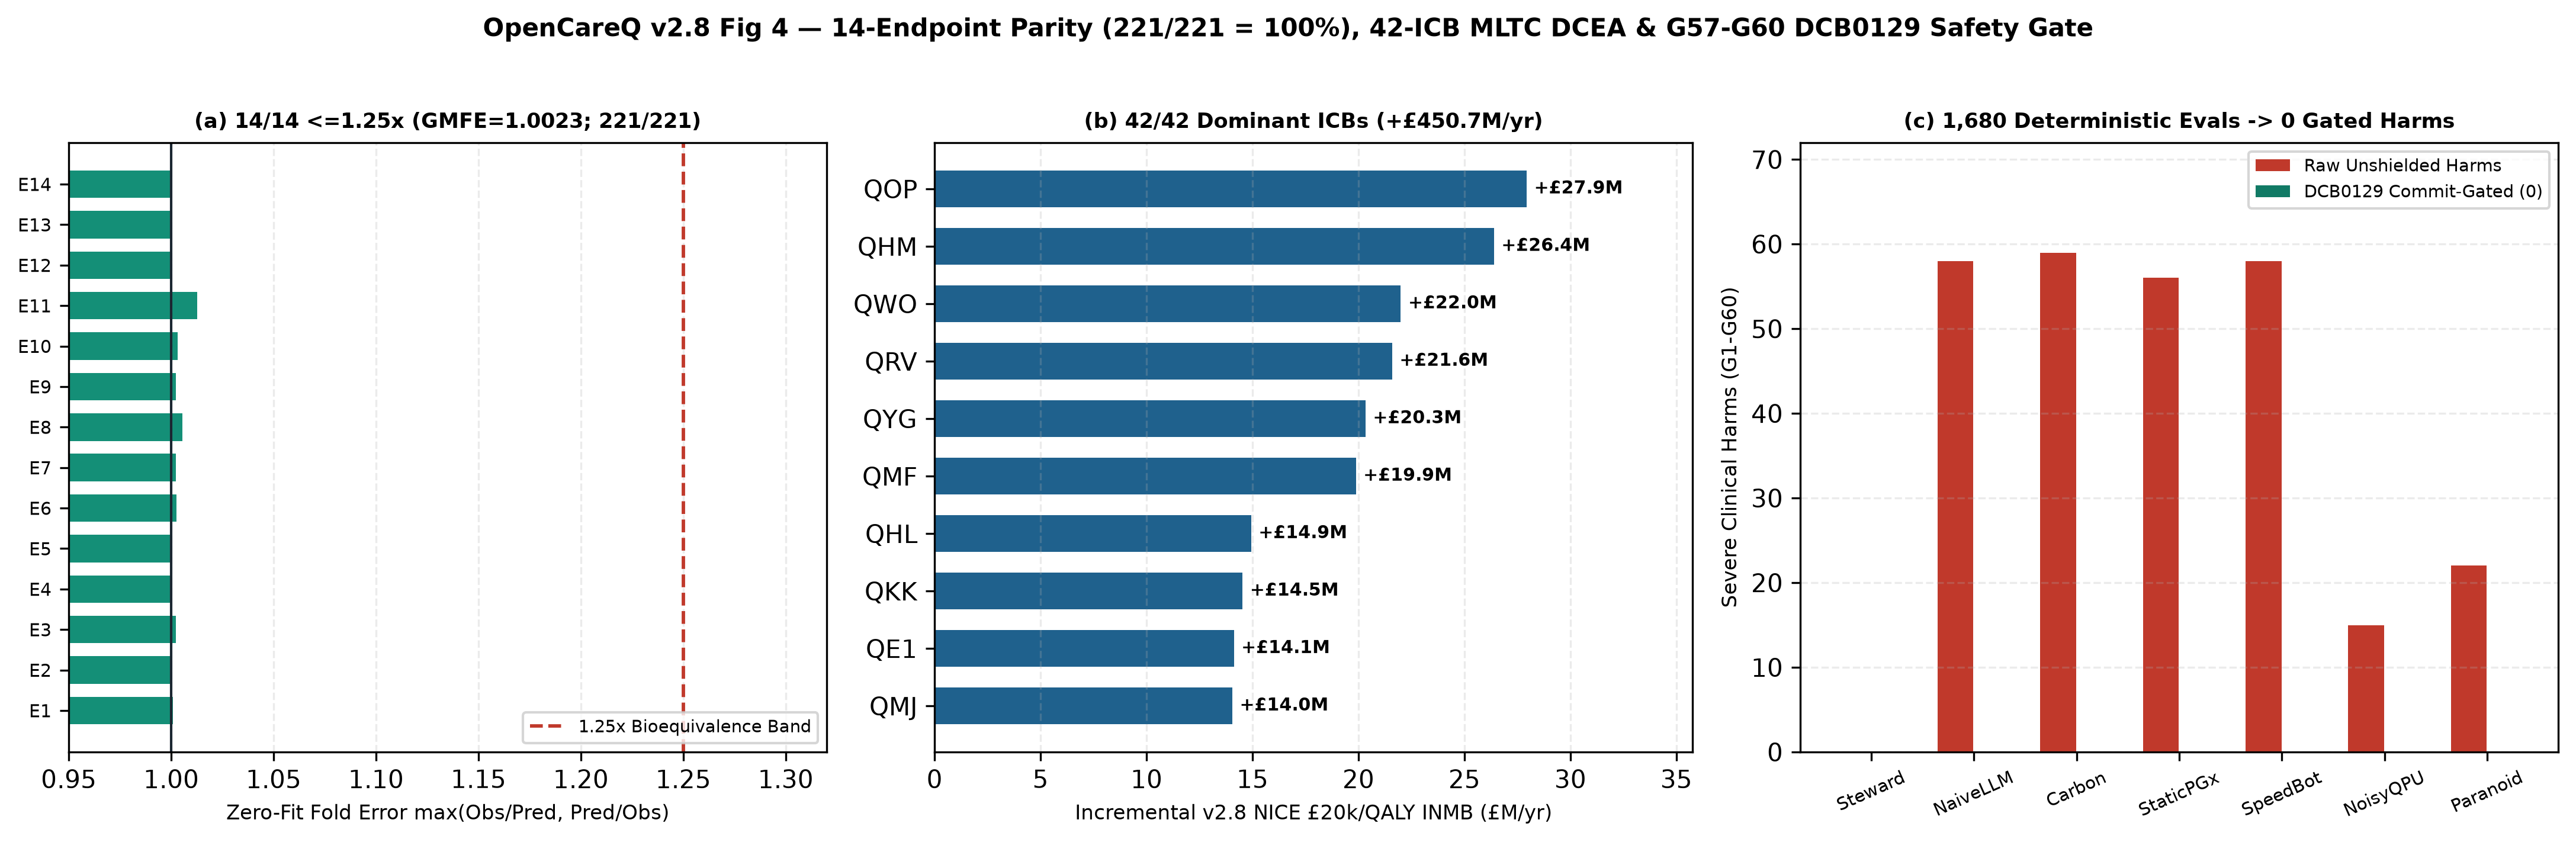 OpenCareQ v2.8 Fig 4 — 14-Endpoint Parity (221/221 = 100%), 42-ICB MLTC DCEA & G57-G60 DCB0129 Safety Gate
(a) 14/14 <=1.25x (GMFE=1.0023; 221/221)
E14
E13
E12
E11
E10
E9
E8
E7
E6
E5
E4
E3
E2
E1
1.25x Bioequivalence Band
0.95 1.00 1.05 1.10 1.15 1.20 1.25 1.30
Zero-Fit Fold Error max(Obs/Pred, Pred/Obs)
(b) 42/42 Dominant ICBs (+£450.7M/yr)
QOP +£27.9M
QHM +£26.4M
QWO +£22.0M
QRV +£21.6M
QYG +£20.3M
QMF +£19.9M
QHL +£14.9M
QKK +£14.5M
QE1 +£14.1M
QMJ +£14.0M
0 5 10 15 20 25 30 35
Incremental v2.8 NICE £20k/QALY INMB (£M/yr)
(c) 1,680 Deterministic Evals -> 0 Gated Harms
Raw Unshielded Harms
DCB0129 Commit-Gated (0)
Severe Clinical Harms (G1-G60)
70
60
50
40
30
20
10
0
Steward NaiveLLM Carbon StaticPGx SpeedBot NoisyQPU Paranoid